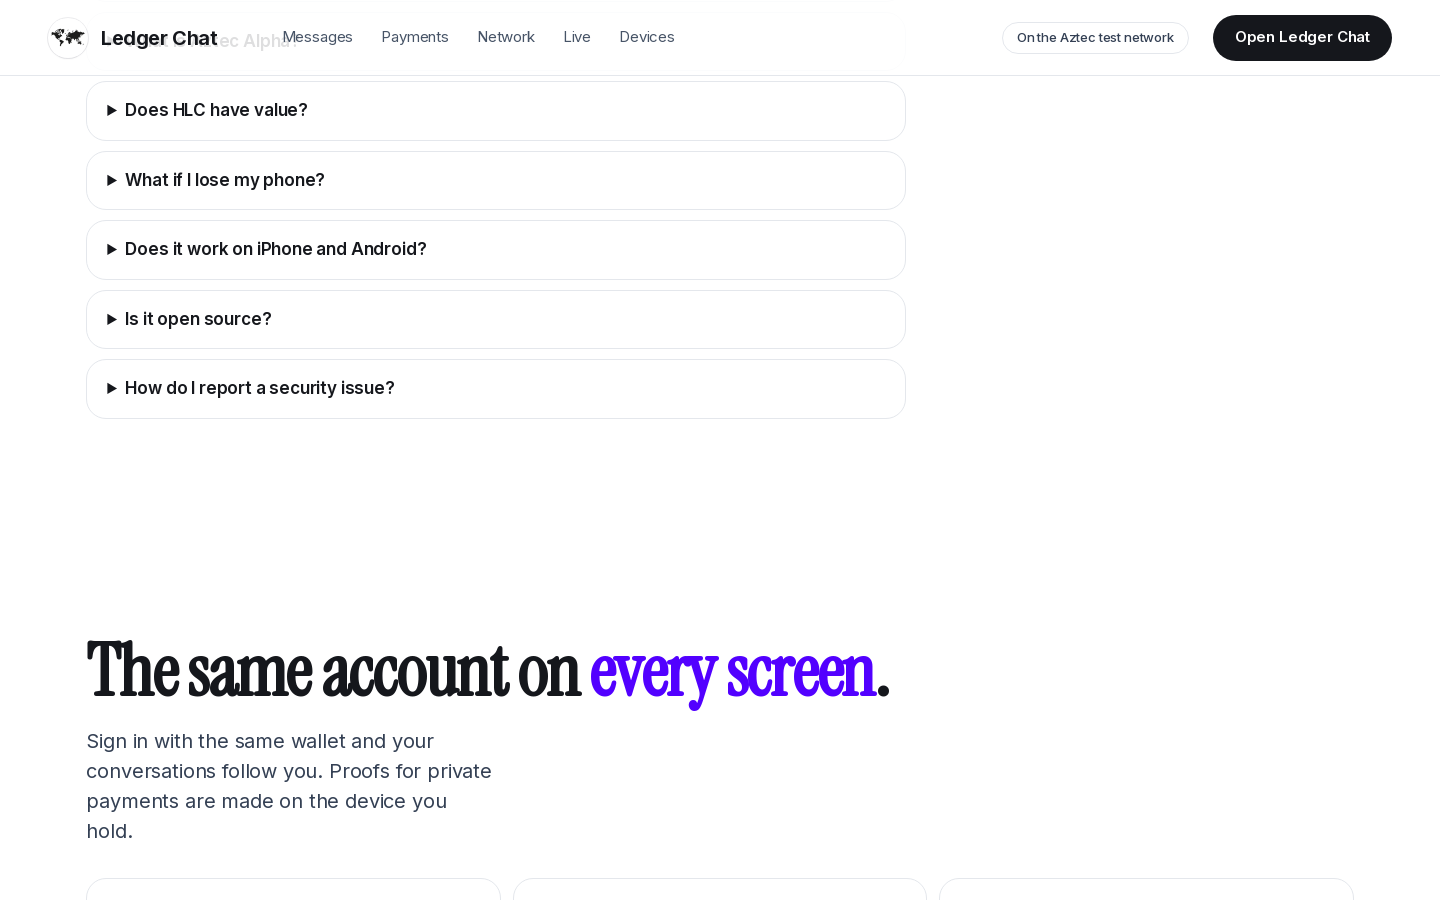 Ledger Chat
Messages
Payments
Network
Live
Devices
On the Aztec test network
Open Ledger Chat
Does HLC have value?
What if I lose my phone?
Does it work on iPhone and Android?
Is it open source?
How do I report a security issue?
The same account on every screen.
Sign in with the same wallet and your
conversations follow you. Proofs for private
payments are made on the device you
hold.